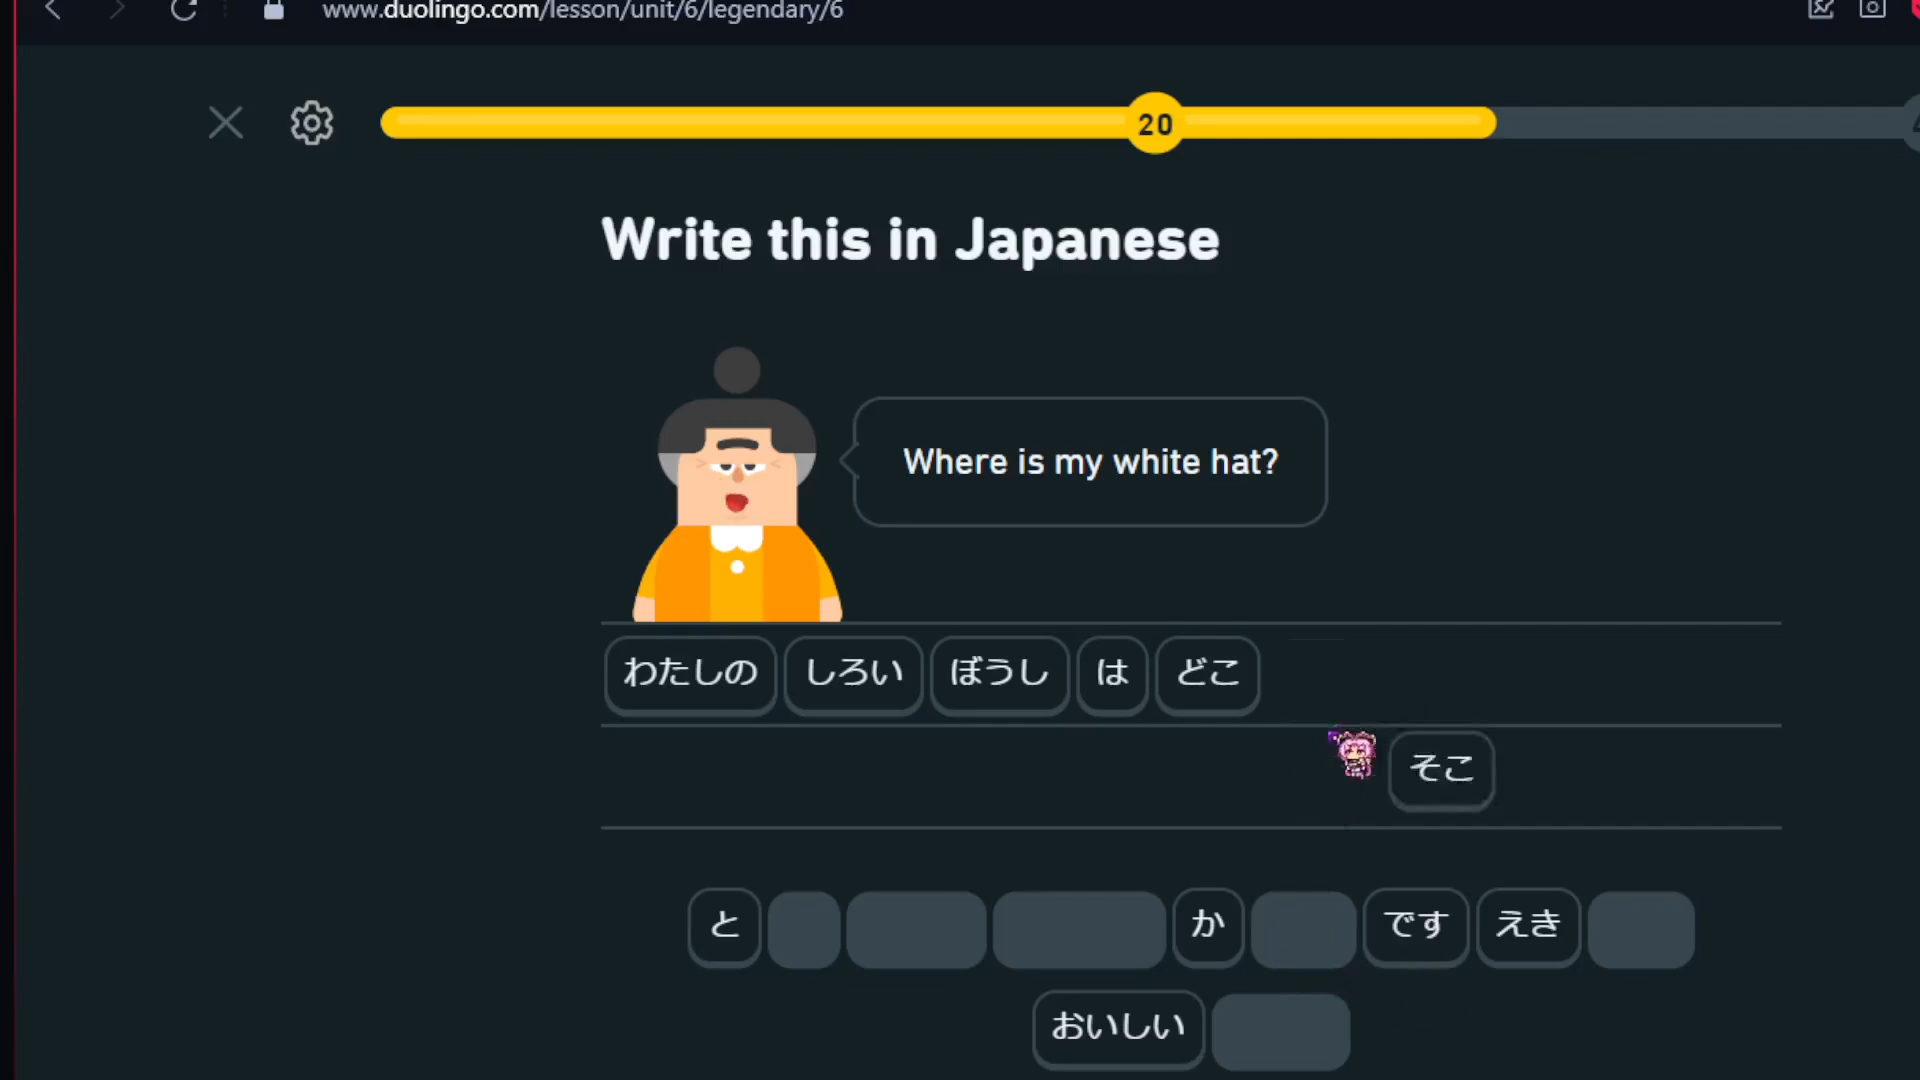 www.duolingo.com/lesson/unit/6/legendary/6
20
Write this in Japanese
Where is my white hat?
わたしの しろい ぼうし は どこ
そこ
と か です えき
おいしい